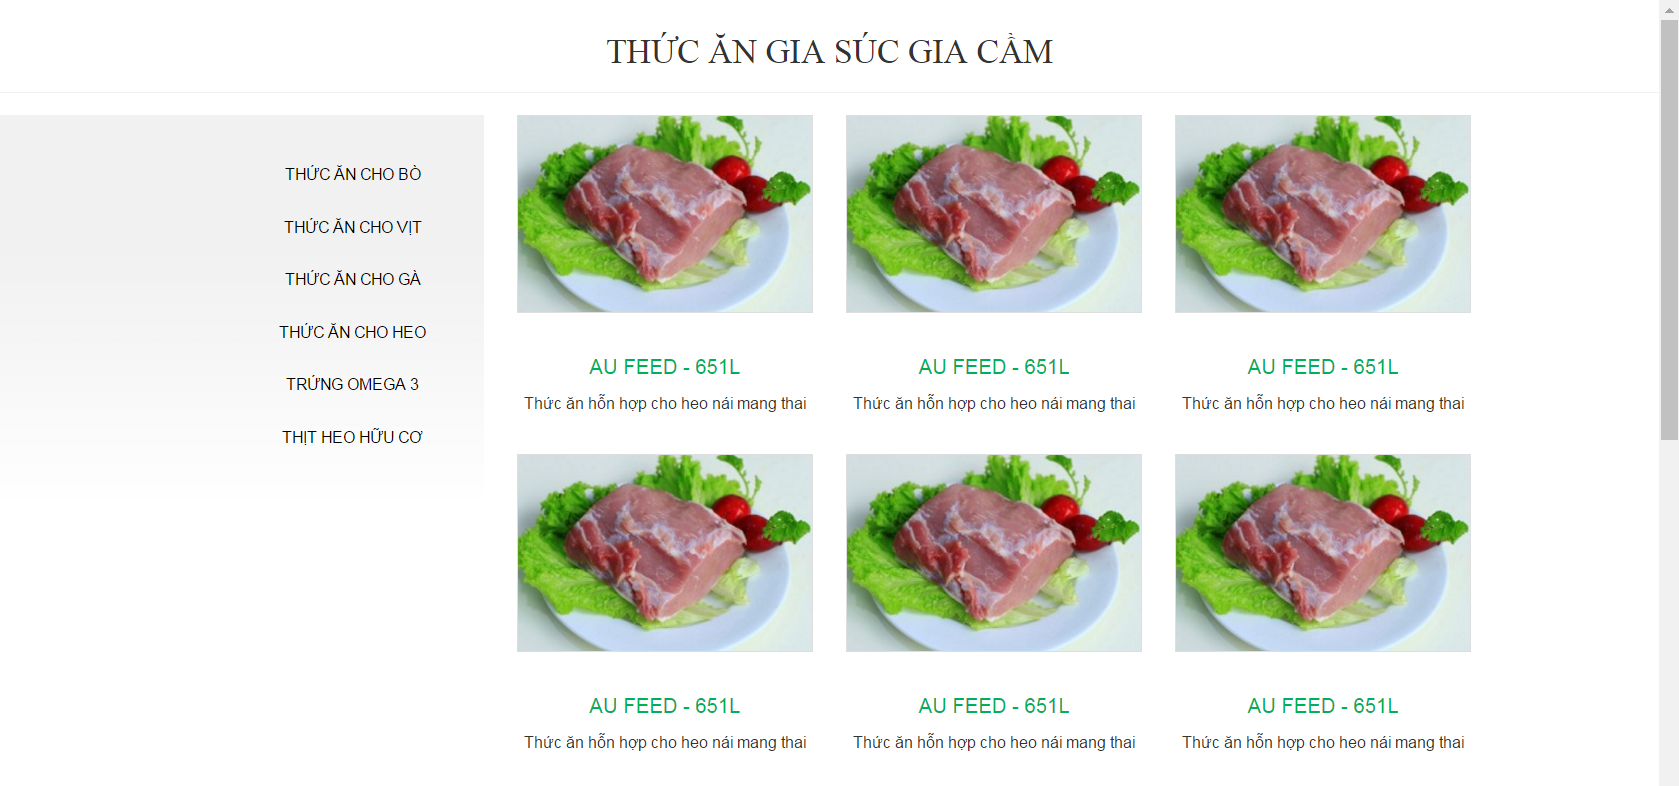 THỨC ĂN GIA SÚC GIA CẦM
THỨC ĂN CHO BÒ
THỨC ĂN CHO VỊT
THỨC ĂN CHO GÀ
THỨC ĂN CHO HEO
TRỨNG OMEGA 3
THỊT HEO HỮU CƠ
AU FEED - 651L
Thức ăn hỗn hợp cho heo nái mang thai
AU FEED - 651L
Thức ăn hỗn hợp cho heo nái mang thai
AU FEED - 651L
Thức ăn hỗn hợp cho heo nái mang thai
AU FEED - 651L
Thức ăn hỗn hợp cho heo nái mang thai
AU FEED - 651L
Thức ăn hỗn hợp cho heo nái mang thai
AU FEED - 651L
Thức ăn hỗn hợp cho heo nái mang thai